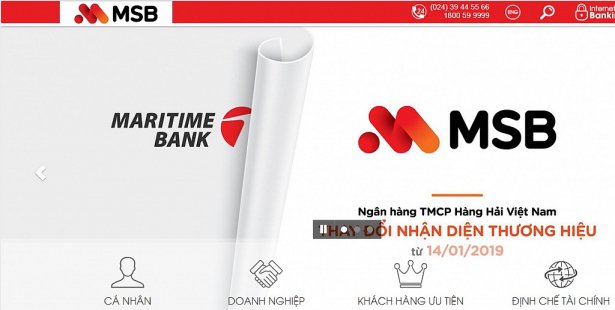 MSB
24
(024) 39 44 55 66
1800 59 9999
ENG
Internet
MARITIME
BANK
MSB
Ngân hàng TMCP Hàng Hải Việt Nam
THAY ĐỔI NHẬN DIỆN THƯƠNG HIỆU
từ 14/01/2019
CÁ NHÂN
DOANH NGHIỆP
KHÁCH HÀNG ƯU TIÊN
ĐỊNH CHẾ TÀI CHÍNH